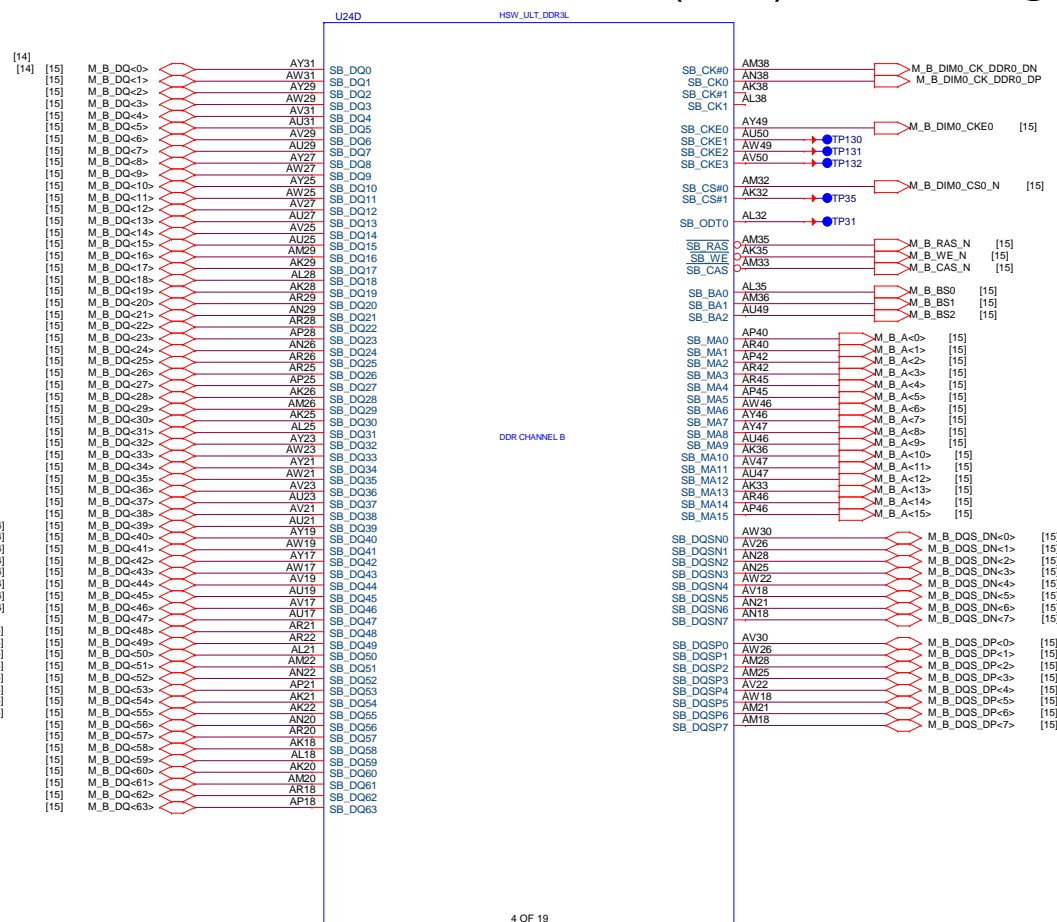 U24D
HSW_ULT_DDR3L
[14]
[14] [15] M_B_DQ<0> AY31 SB_DQ0
[15] M_B_DQ<1> AW31 SB_DQ1
[15] M_B_DQ<2> AY29 SB_DQ2
[15] M_B_DQ<3> AW29 SB_DQ3
[15] M_B_DQ<4> AV31 SB_DQ4
[15] M_B_DQ<5> AU31 SB_DQ5
[15] M_B_DQ<6> AV29 SB_DQ6
[15] M_B_DQ<7> AU29 SB_DQ7
[15] M_B_DQ<8> AY27 SB_DQ8
[15] M_B_DQ<9> AW27 SB_DQ9
[15] M_B_DQ<10> AY25 SB_DQ10
[15] M_B_DQ<11> AW25 SB_DQ11
[15] M_B_DQ<12> AV27 SB_DQ12
[15] M_B_DQ<13> AU27 SB_DQ13
[15] M_B_DQ<14> AV25 SB_DQ14
[15] M_B_DQ<15> AU25 SB_DQ15
[15] M_B_DQ<16> AM29 SB_DQ16
[15] M_B_DQ<17> AK29 SB_DQ17
[15] M_B_DQ<18> AL28 SB_DQ18
[15] M_B_DQ<19> AK28 SB_DQ19
[15] M_B_DQ<20> AR29 SB_DQ20
[15] M_B_DQ<21> AN29 SB_DQ21
[15] M_B_DQ<22> AR28 SB_DQ22
[15] M_B_DQ<23> AP28 SB_DQ23
[15] M_B_DQ<24> AN26 SB_DQ24
[15] M_B_DQ<25> AR26 SB_DQ25
[15] M_B_DQ<26> AR25 SB_DQ26
[15] M_B_DQ<27> AP25 SB_DQ27
[15] M_B_DQ<28> AK26 SB_DQ28
[15] M_B_DQ<29> AM26 SB_DQ29
[15] M_B_DQ<30> AK25 SB_DQ30
[15] M_B_DQ<31> AL25 SB_DQ31
[15] M_B_DQ<32> AY23 SB_DQ32
[15] M_B_DQ<33> AW23 SB_DQ33
[15] M_B_DQ<34> AY21 SB_DQ34
[15] M_B_DQ<35> AW21 SB_DQ35
[15] M_B_DQ<36> AV23 SB_DQ36
[15] M_B_DQ<37> AU23 SB_DQ37
[15] M_B_DQ<38> AV21 SB_DQ38
[15] M_B_DQ<39> AU21 SB_DQ39
[15] M_B_DQ<40> AY19 SB_DQ40
[15] M_B_DQ<41> AW19 SB_DQ41
[15] M_B_DQ<42> AY17 SB_DQ42
[15] M_B_DQ<43> AW17 SB_DQ43
[15] M_B_DQ<44> AV19 SB_DQ44
[15] M_B_DQ<45> AU19 SB_DQ45
[15] M_B_DQ<46> AV17 SB_DQ46
[15] M_B_DQ<47> AU17 SB_DQ47
[15] M_B_DQ<48> AR21 SB_DQ48
[15] M_B_DQ<49> AR22 SB_DQ49
[15] M_B_DQ<50> AL21 SB_DQ50
[15] M_B_DQ<51> AM22 SB_DQ51
[15] M_B_DQ<52> AN22 SB_DQ52
[15] M_B_DQ<53> AP21 SB_DQ53
[15] M_B_DQ<54> AK21 SB_DQ54
[15] M_B_DQ<55> AK22 SB_DQ55
[15] M_B_DQ<56> AN20 SB_DQ56
[15] M_B_DQ<57> AR20 SB_DQ57
[15] M_B_DQ<58> AK18 SB_DQ58
[15] M_B_DQ<59> AL18 SB_DQ59
[15] M_B_DQ<60> AK20 SB_DQ60
[15] M_B_DQ<61> AM20 SB_DQ61
[15] M_B_DQ<62> AR18 SB_DQ62
[15] M_B_DQ<63> AP18 SB_DQ63
DDR CHANNEL B
SB_CK#0 AM38 M_B_DIM0_CK_DDR0_DN
SB_CK0 AN38 M_B_DIM0_CK_DDR0_DP
SB_CK#1 AK38
SB_CK1 AL38
SB_CKE0 AY49 M_B_DIM0_CKE0 [15]
SB_CKE1 AU50 TP130
SB_CKE2 AW49 TP131
SB_CKE3 AV50 TP132
SB_CS#0 AM32 M_B_DIM0_CS0_N [15]
SB_CS#1 AK32 TP35
SB_ODT0 AL32 TP31
SB_RAS AM35 M_B_RAS_N [15]
SB_WE AK35 M_B_WE_N [15]
SB_CAS AM33 M_B_CAS_N [15]
SB_BA0 AL35 M_B_BS0 [15]
SB_BA1 AM36 M_B_BS1 [15]
SB_BA2 AU49 M_B_BS2 [15]
SB_MA0 AP40 M_B_A<0> [15]
SB_MA1 AR40 M_B_A<1> [15]
SB_MA2 AP42 M_B_A<2> [15]
SB_MA3 AR42 M_B_A<3> [15]
SB_MA4 AR45 M_B_A<4> [15]
SB_MA5 AP45 M_B_A<5> [15]
SB_MA6 AW46 M_B_A<6> [15]
SB_MA7 AY46 M_B_A<7> [15]
SB_MA8 AY47 M_B_A<8> [15]
SB_MA9 AU46 M_B_A<9> [15]
SB_MA10 AK36 M_B_A<10> [15]
SB_MA11 AV47 M_B_A<11> [15]
SB_MA12 AU47 M_B_A<12> [15]
SB_MA13 AK33 M_B_A<13> [15]
SB_MA14 AR46 M_B_A<14> [15]
SB_MA15 AP46 M_B_A<15> [15]
SB_DQSN0 AW30 M_B_DQS_DN<0> [15]
SB_DQSN1 AV26 M_B_DQS_DN<1> [15]
SB_DQSN2 AN28 M_B_DQS_DN<2> [15]
SB_DQSN3 AN25 M_B_DQS_DN<3> [15]
SB_DQSN4 AW22 M_B_DQS_DN<4> [15]
SB_DQSN5 AV18 M_B_DQS_DN<5> [15]
SB_DQSN6 AN21 M_B_DQS_DN<6> [15]
SB_DQSN7 AN18 M_B_DQS_DN<7> [15]
SB_DQSP0 AV30 M_B_DQS_DP<0> [15]
SB_DQSP1 AW26 M_B_DQS_DP<1> [15]
SB_DQSP2 AM28 M_B_DQS_DP<2> [15]
SB_DQSP3 AM25 M_B_DQS_DP<3> [15]
SB_DQSP4 AV22 M_B_DQS_DP<4> [15]
SB_DQSP5 AW18 M_B_DQS_DP<5> [15]
SB_DQSP6 AM21 M_B_DQS_DP<6> [15]
SB_DQSP7 AM18 M_B_DQS_DP<7> [15]
4 OF 19